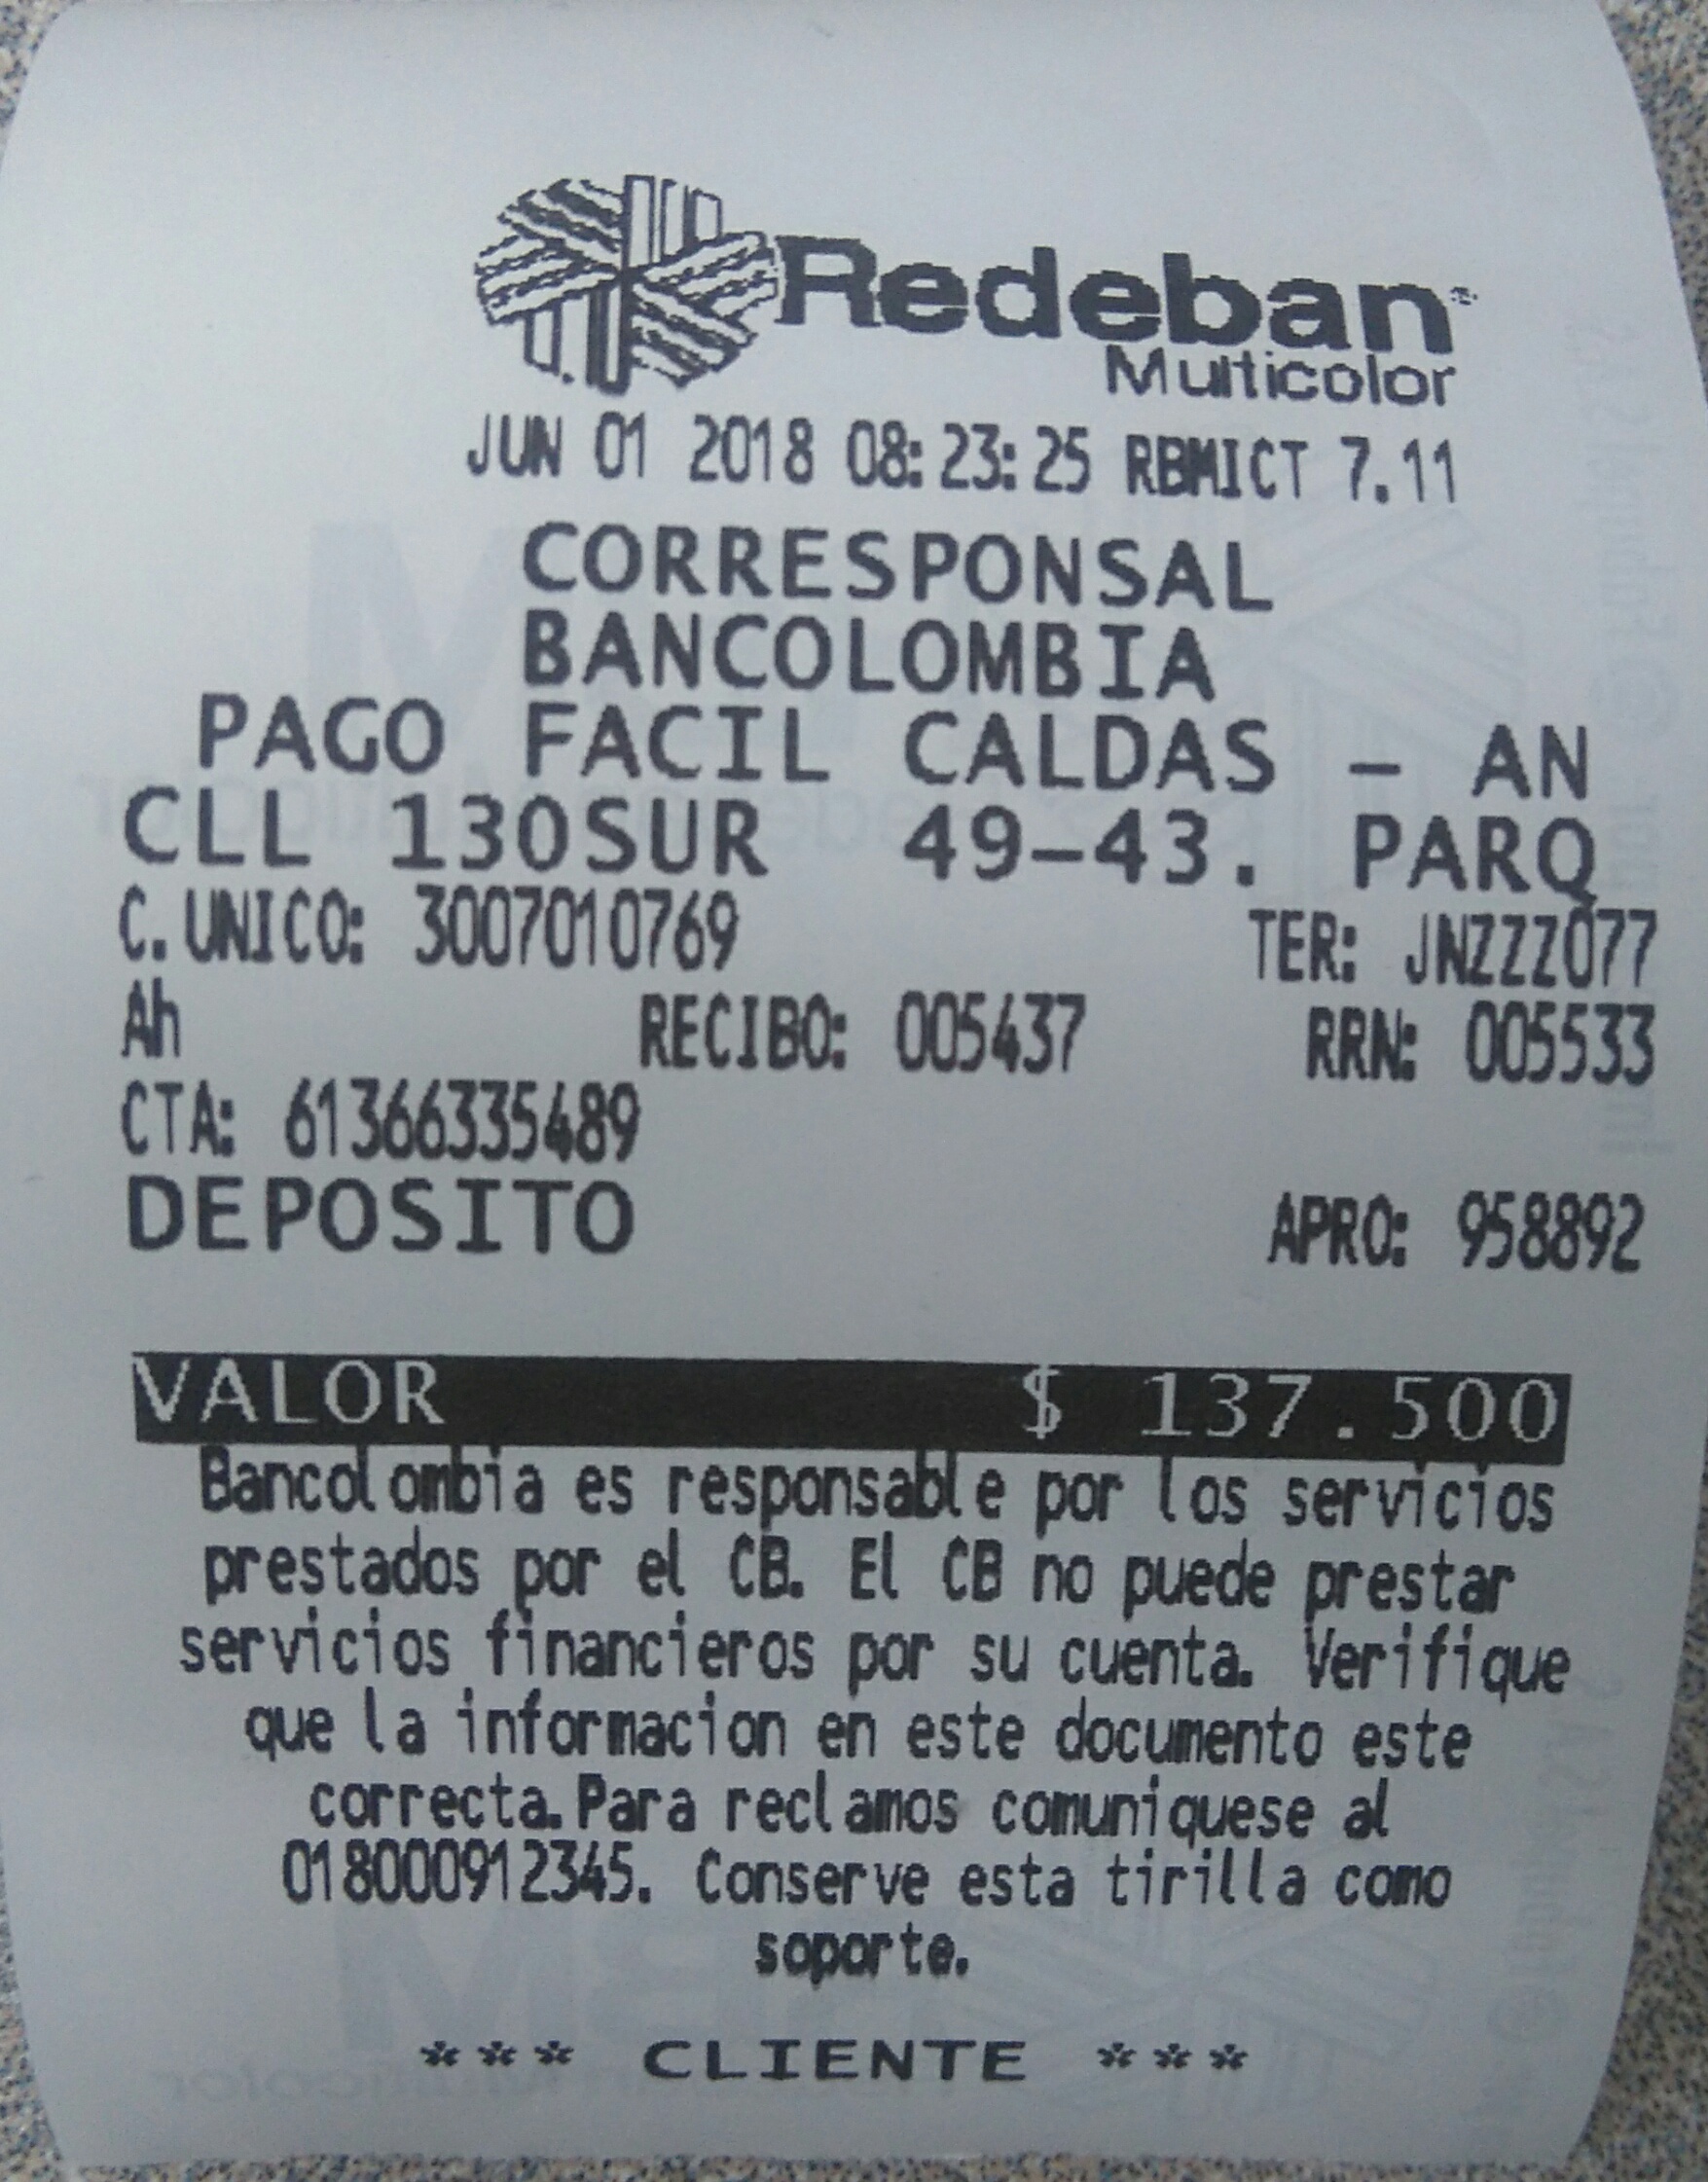 Redeban®
Multicolor
JUN 01 2018 08:23:25 RBMICT 7.11
CORRESPONSAL
BANCOLOMBIA
PAGO FACIL CALDAS - AN
CLL 130SUR 49-43. PARQ
C.UNICO: 3007010769 TER: JNZZZ077
Ah RECIBO: 005437 RRN: 005533
CTA: 61366335489
DEPOSITO APRO: 958892
VALOR $ 137.500
Bancolombia es responsable por los servicios
prestados por el CB. El CB no puede prestar
servicios financieros por su cuenta. Verifique
que la informacion en este documento este
correcta.Para reclamos comuniquese al
018000912345. Conserve esta tirilla como
soporte.
*** CLIENTE ***